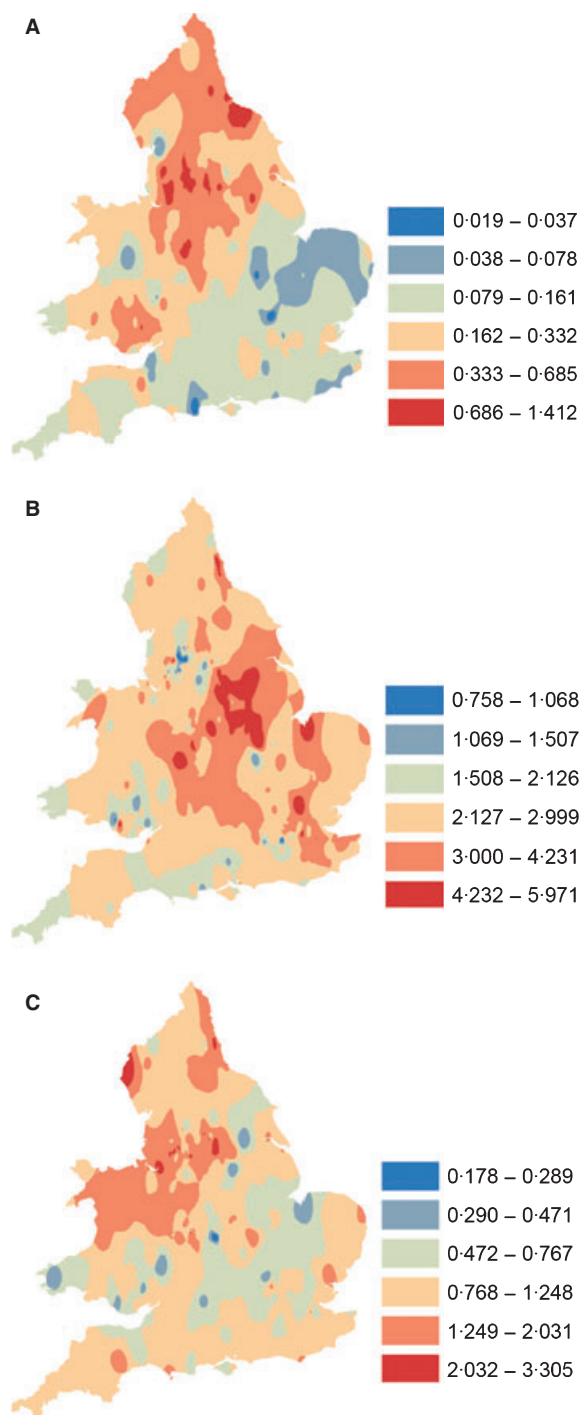 A
0·019 – 0·037
0·038 – 0·078
0·079 – 0·161
0·162 – 0·332
0·333 – 0·685
0·686 – 1·412
B
0·758 – 1·068
1·069 – 1·507
1·508 – 2·126
2·127 – 2·999
3·000 – 4·231
4·232 – 5·971
C
0·178 – 0·289
0·290 – 0·471
0·472 – 0·767
0·768 – 1·248
1·249 – 2·031
2·032 – 3·305